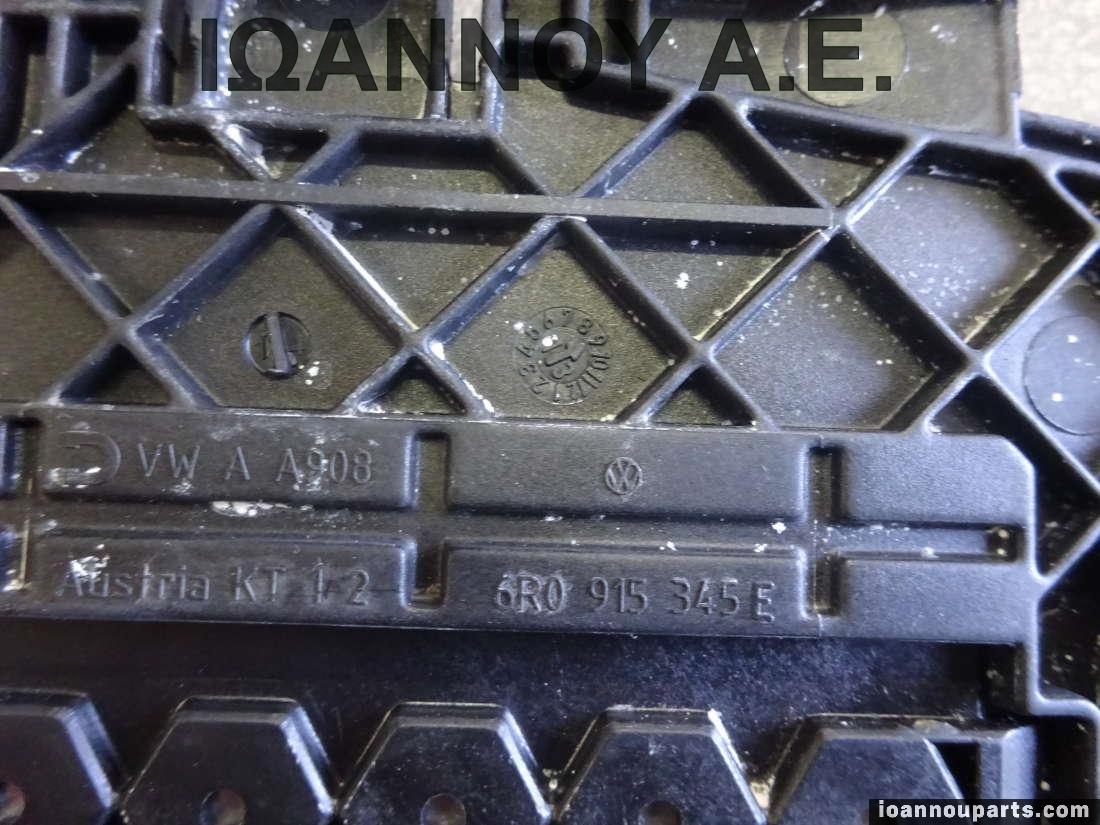 ΙΩΑΝΝΟΥ Α.Ε.
VW A A908
Austria KT 1 2
6R0 915 345 E
ioannouparts.com